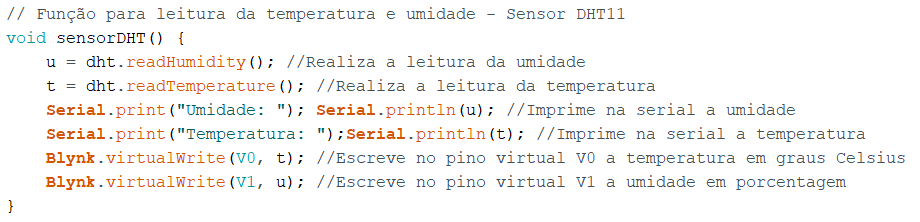 // Função para leitura da temperatura e umidade - Sensor DHT11
void sensorDHT() {
    u = dht.readHumidity(); //Realiza a leitura da umidade
    t = dht.readTemperature(); //Realiza a leitura da temperatura
    Serial.print("Umidade: "); Serial.println(u); //Imprime na serial a umidade
    Serial.print("Temperatura: ");Serial.println(t); //Imprime na serial a temperatura
    Blynk.virtualWrite(V0, t); //Escreve no pino virtual V0 a temperatura em graus Celsius
    Blynk.virtualWrite(V1, u); //Escreve no pino virtual V1 a umidade em porcentagem
}